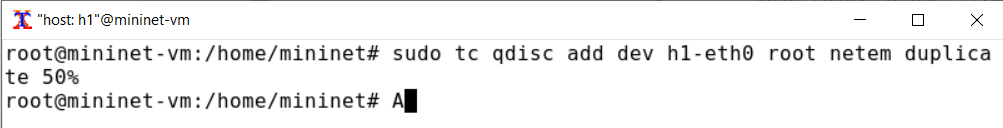 "host: h1"@mininet-vm
root@mininet-vm:/home/mininet# sudo tc qdisc add dev h1-eth0 root netem duplica
te 50%
root@mininet-vm:/home/mininet# A